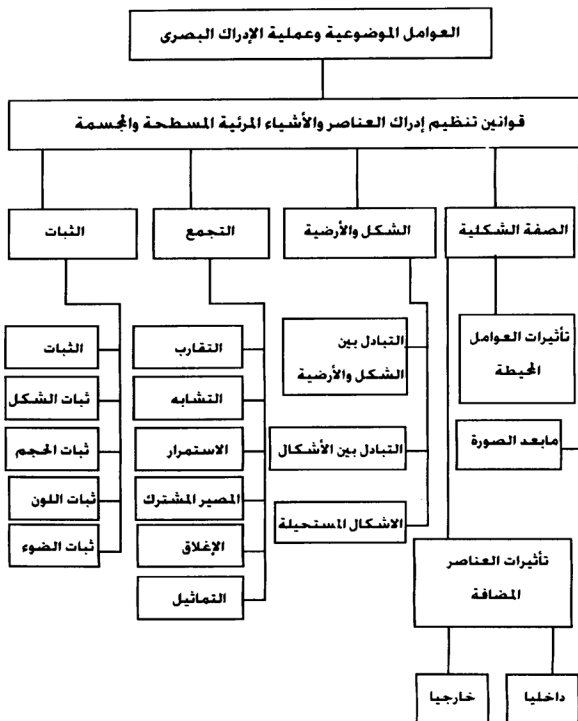 العوامل الموضوعية وعملية الإدراك البصرى
قوانين تنظيم إدراك العناصر والأشياء المرئية المسطحة والمجسمة
الصفة الشكلية
الشكل والأرضية
التجمع
الثبات
تأثيرات العوامل
المحيطة
مابعد الصورة
تأثيرات العناصر
المضافة
داخليا
خارجيا
التبادل بين
الشكل والأرضية
التبادل بين الأشكال
الاشكال المستحيلة
التقارب
التشابه
الاستمرار
المصير المشترك
الإغلاق
التماثيل
الثبات
ثبات الشكل
ثبات الحجم
ثبات اللون
ثبات الضوء